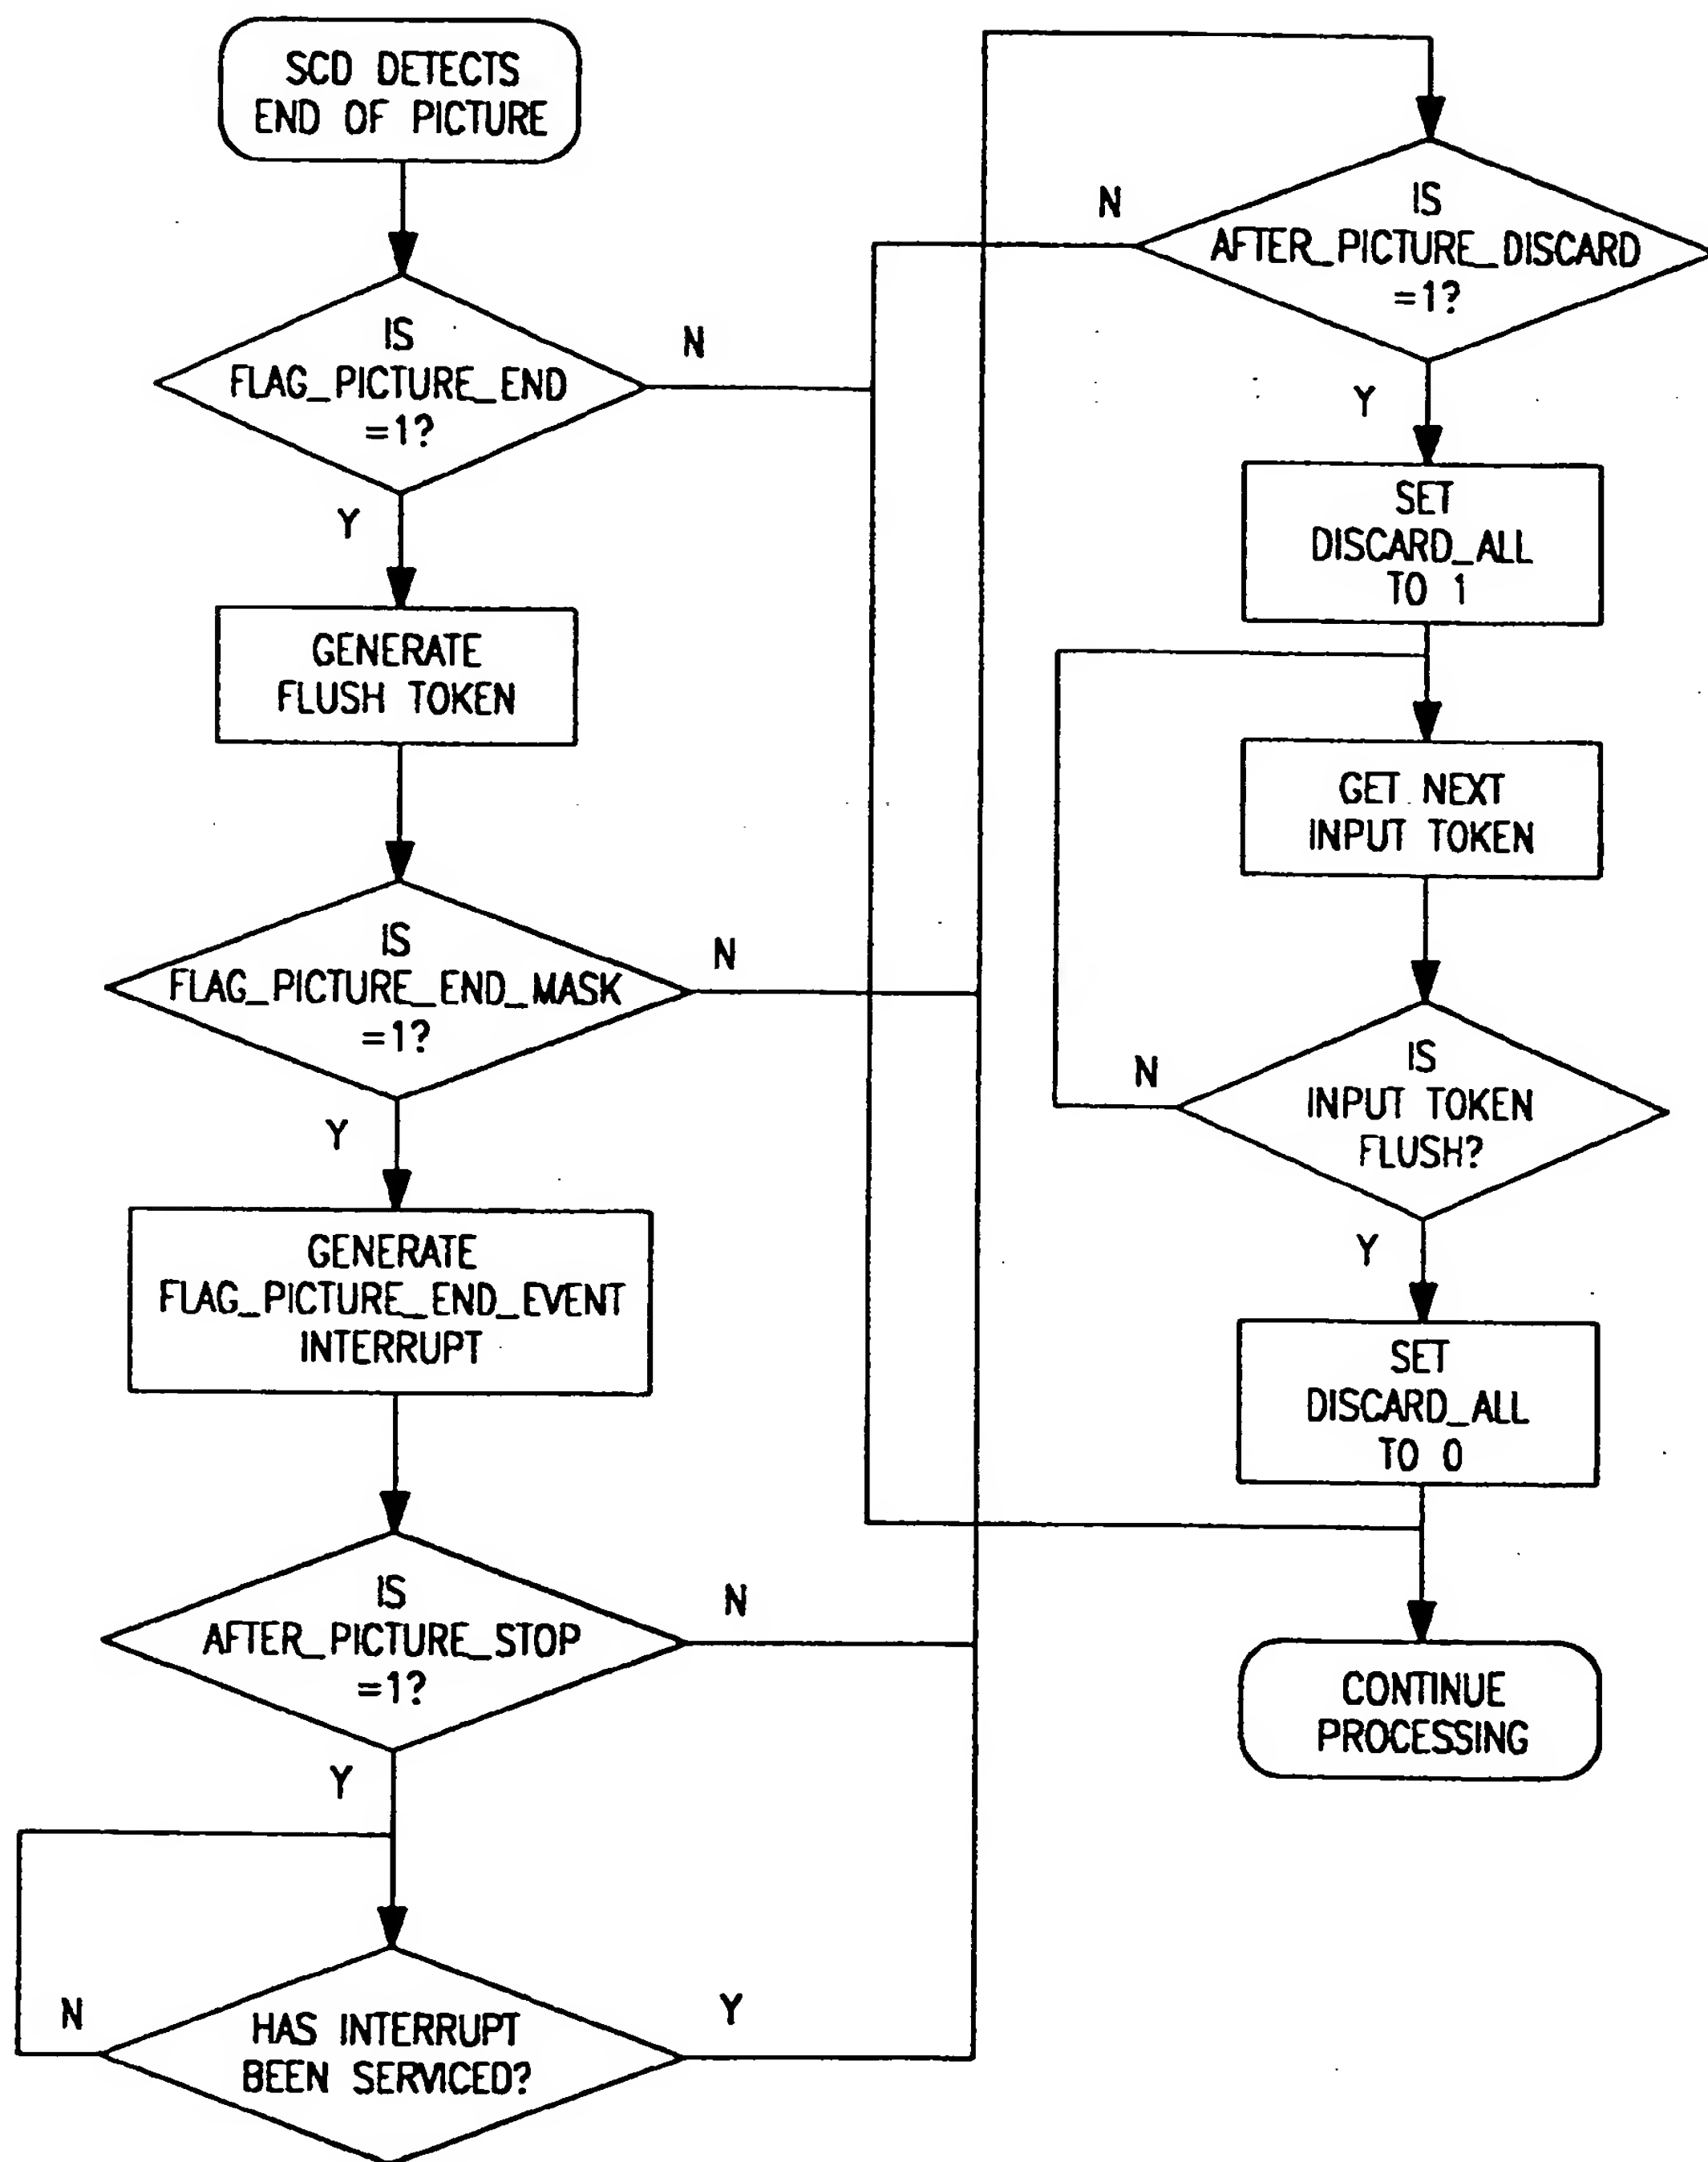 SCD DETECTS
END OF PICTURE
IS
FLAG_PICTURE_END
=1?
N
Y
GENERATE
FLUSH TOKEN
IS
FLAG_PICTURE_END_MASK
=1?
N
Y
GENERATE
FLAG_PICTURE_END_EVENT
INTERRUPT
IS
AFTER_PICTURE_STOP
=1?
N
Y
HAS INTERRUPT
BEEN SERVICED?
N
Y
IS
AFTER_PICTURE_DISCARD
=1?
N
Y
SET
DISCARD_ALL
TO 1
GET NEXT
INPUT TOKEN
IS
INPUT TOKEN
FLUSH?
N
Y
SET
DISCARD_ALL
TO 0
CONTINUE
PROCESSING